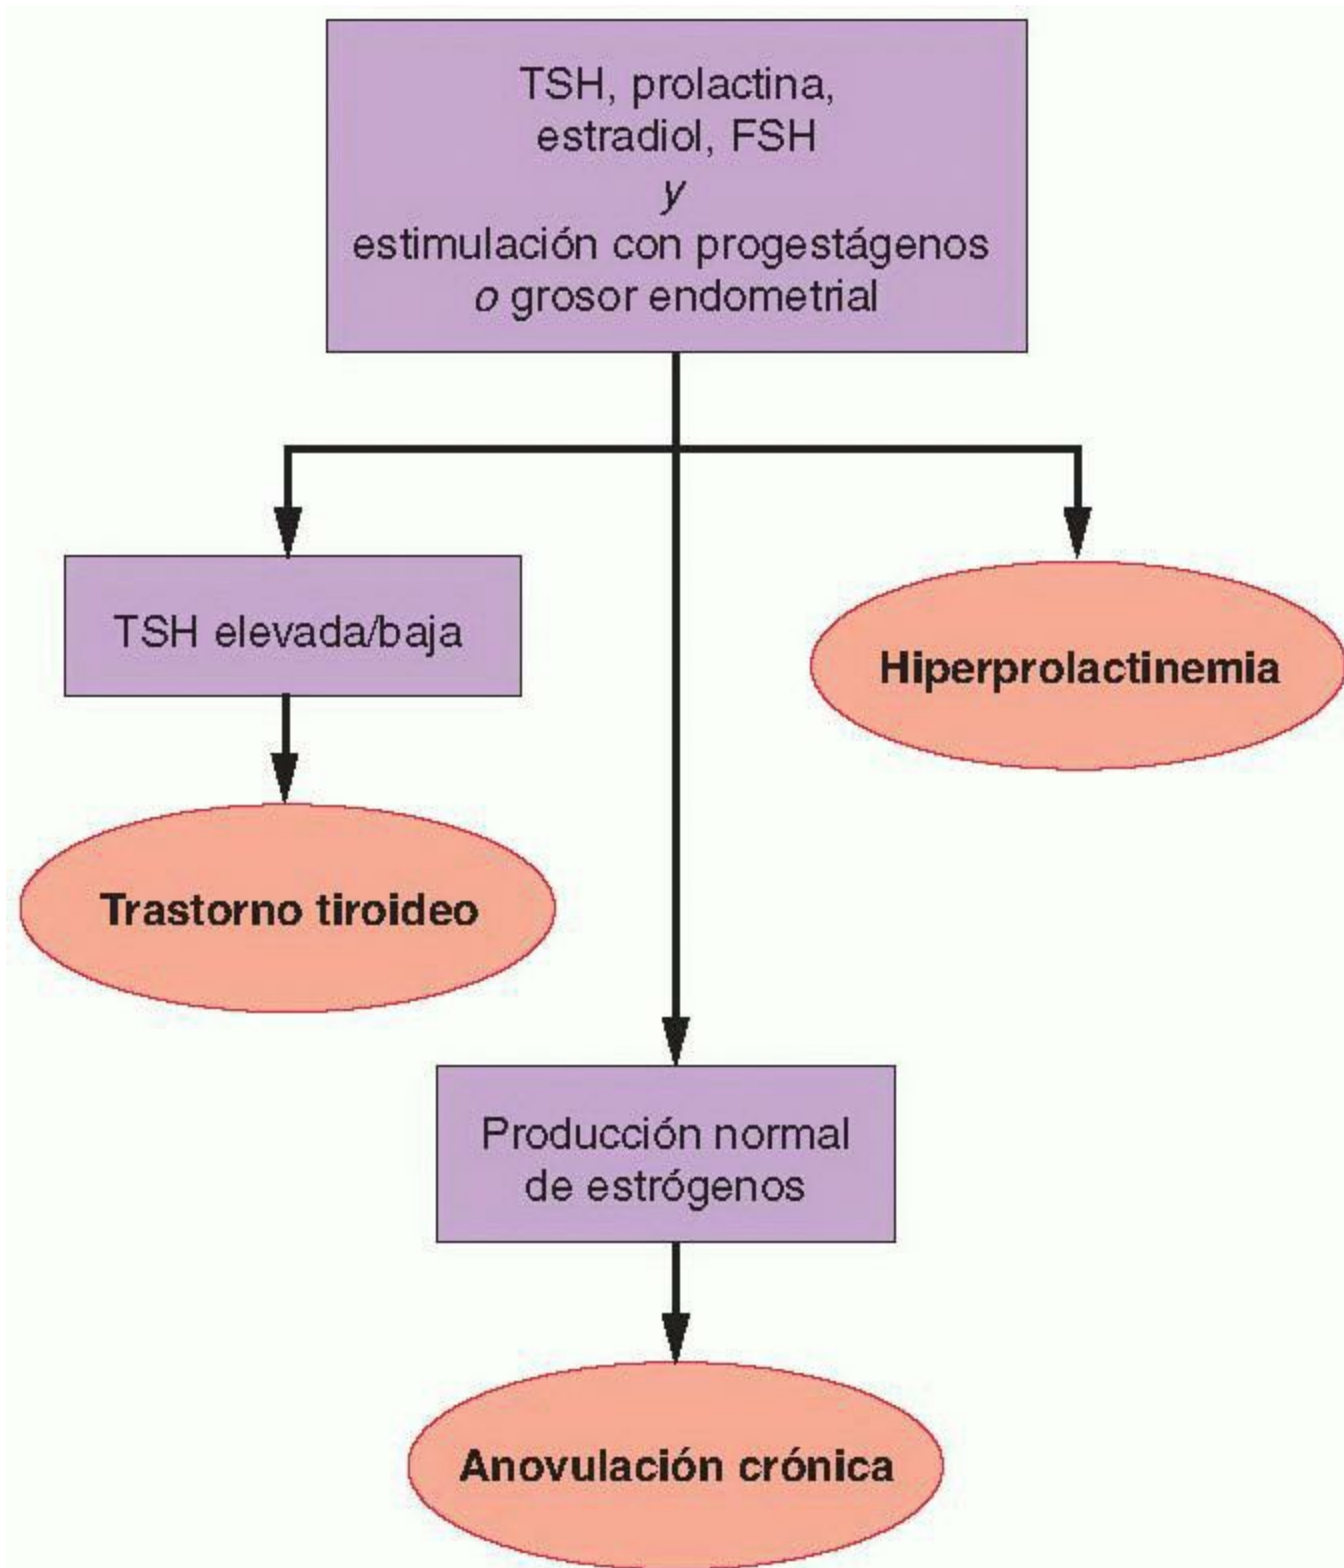 TSH, prolactina,
estradiol, FSH
y
estimulación con progestágenos
o grosor endometrial
TSH elevada/baja
Hiperprolactinemia
Trastorno tiroideo
Producción normal
de estrógenos
Anovulación crónica